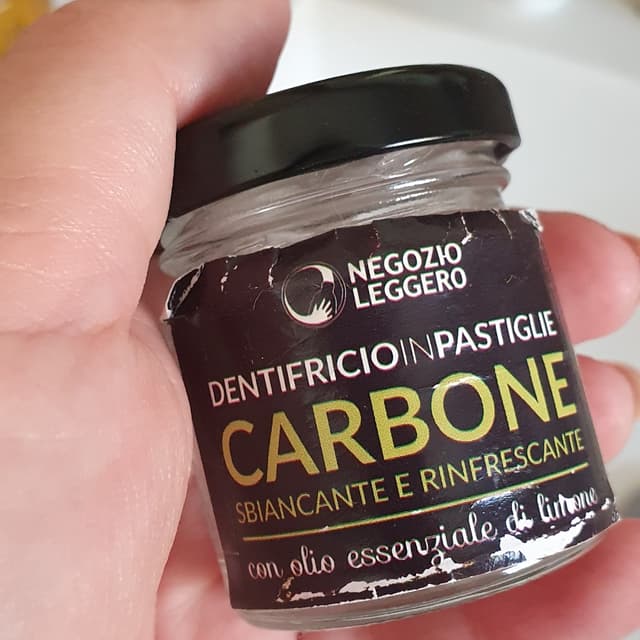 NEGOZIO
LEGGERO
DENTIFRICIOINPASTIGLIE
CARBONE
SBIANCANTE E RINFRESCANTE
con olio essenziale di limone